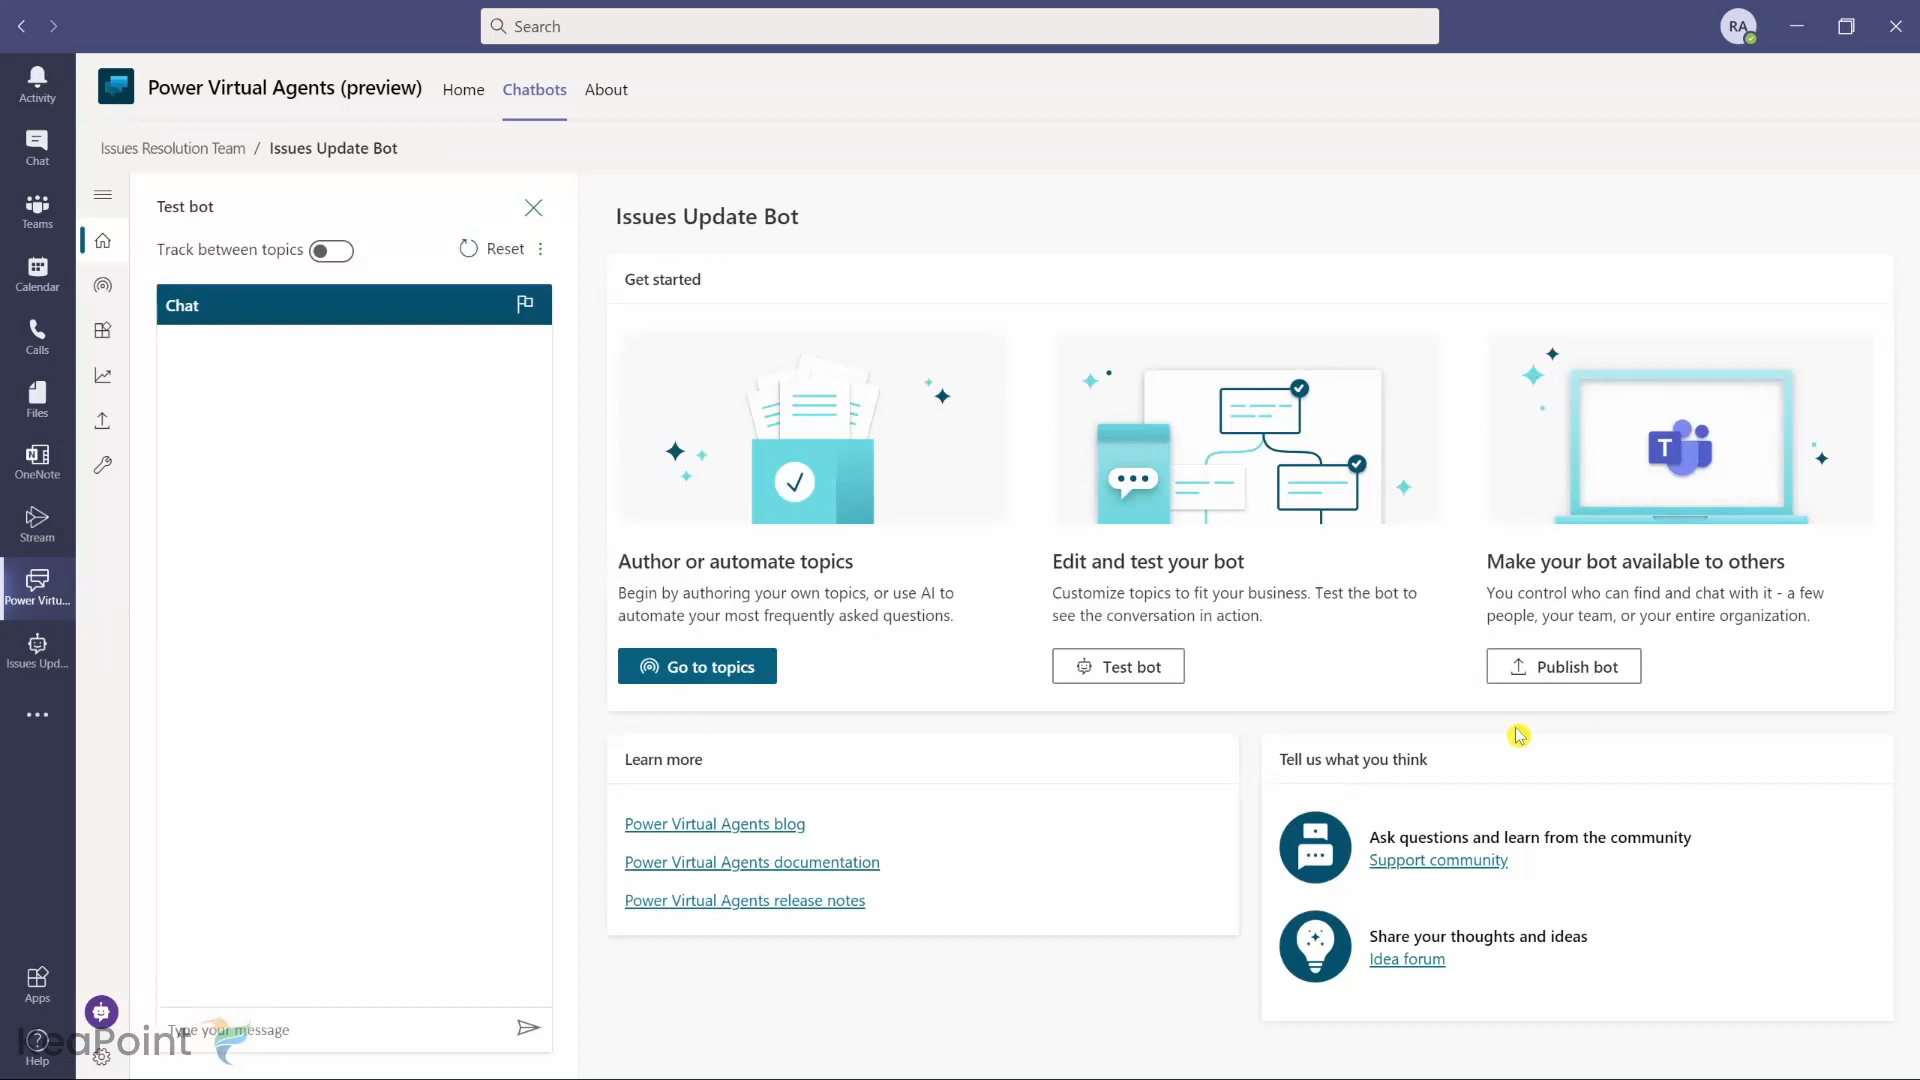 Search
RA
Activity
Chat
Teams
Calendar
Calls
Files
OneNote
Stream
Power Virtu...
Issues Upd...
Apps
Help
Power Virtual Agents (preview)
Home
Chatbots
About
Issues Resolution Team / Issues Update Bot
Test bot
Track between topics
Reset
Chat
Type your message
Issues Update Bot
Get started
T
Author or automate topics
Begin by authoring your own topics, or use AI to
automate your most frequently asked questions.
Go to topics
Edit and test your bot
Customize topics to fit your business. Test the bot to
see the conversation in action.
Test bot
Make your bot available to others
You control who can find and chat with it - a few
people, your team, or your entire organization.
Publish bot
Learn more
Power Virtual Agents blog
Power Virtual Agents documentation
Power Virtual Agents release notes
Tell us what you think
Ask questions and learn from the community
Support community
Share your thoughts and ideas
Idea forum